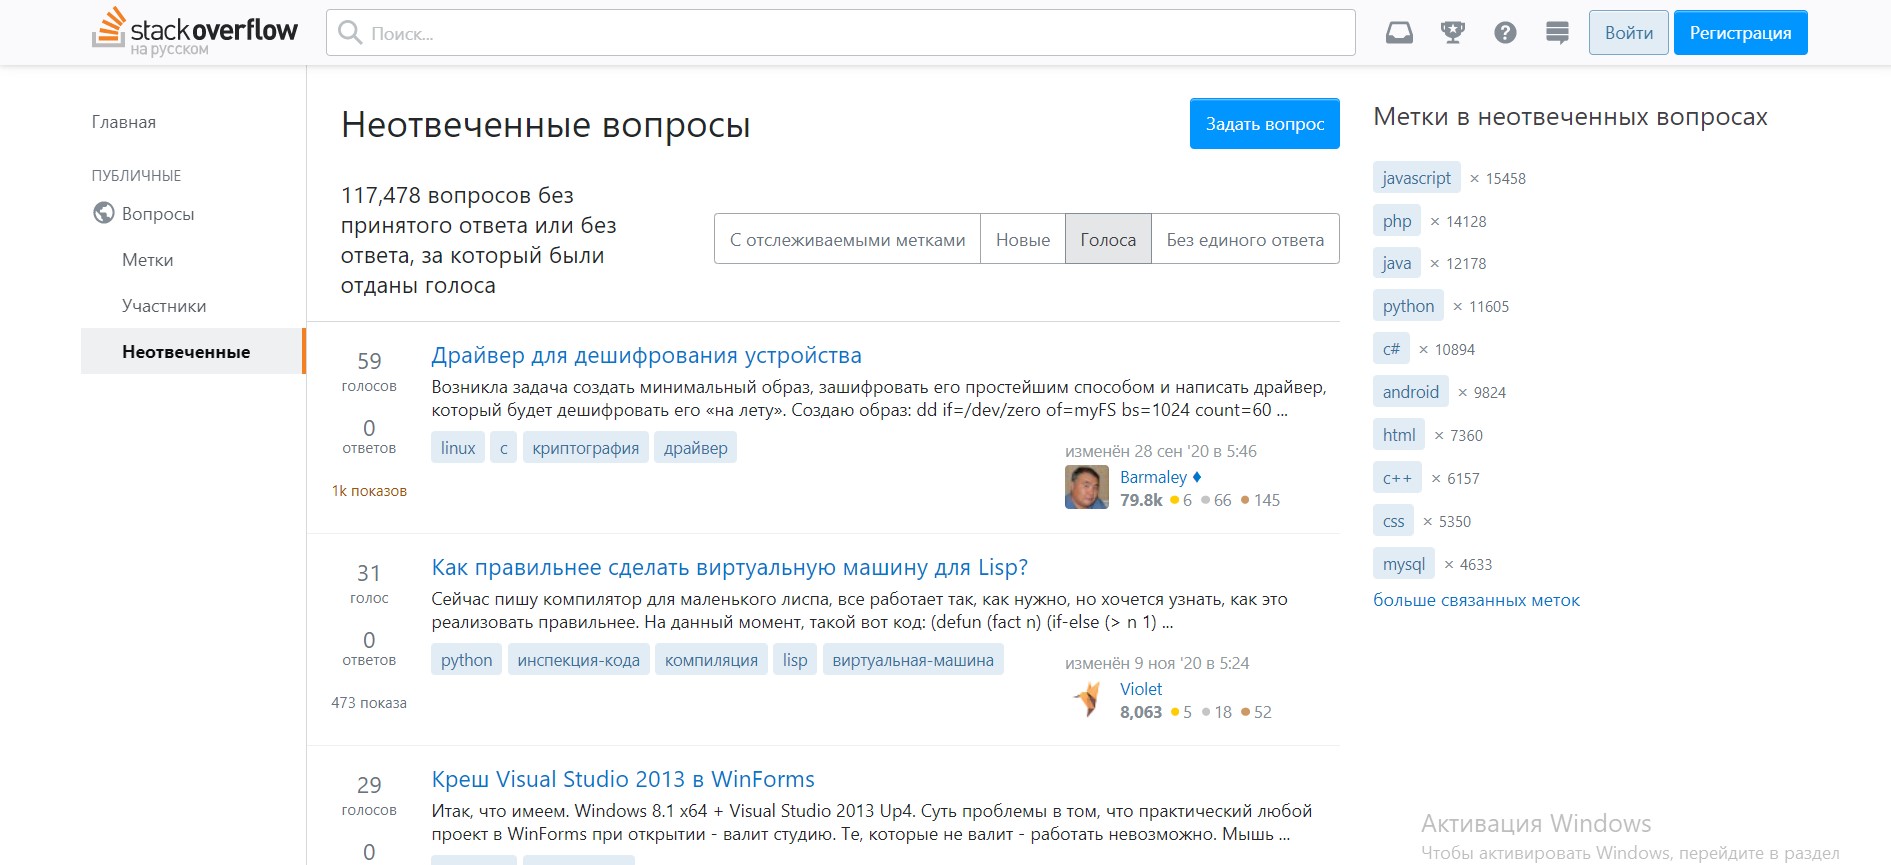 stackoverflow
на русском
Поиск...
Войти
Регистрация
Главная
ПУБЛИЧНЫЕ
Вопросы
Метки
Участники
Неотвеченные
Неотвеченные вопросы
Задать вопрос
117,478 вопросов без
принятого ответа или без
ответа, за который были
отданы голоса
С отслеживаемыми метками Новые Голоса Без единого ответа
59
голосов
0
ответов
1k показов
Драйвер для дешифрования устройства
Возникла задача создать минимальный образ, зашифровать его простейшим способом и написать драйвер,
который будет дешифровать его «на лету». Создаю образ: dd if=/dev/zero of=myFS bs=1024 count=60 ...
linux c криптография драйвер
изменён 28 сен '20 в 5:46
Barmaley ♦
79.8k ●6 ●66 ●145
31
голос
0
ответов
473 показа
Как правильнее сделать виртуальную машину для Lisp?
Сейчас пишу компилятор для маленького лиспа, все работает так, как нужно, но хочется узнать, как это
реализовать правильнее. На данный момент, такой вот код: (defun (fact n) (if-else (> n 1) ...
python инспекция-кода компиляция lisp виртуальная-машина
изменён 9 ноя '20 в 5:24
Violet
8,063 ●5 ●18 ●52
29
голосов
0
Креш Visual Studio 2013 в WinForms
Итак, что имеем. Windows 8.1 x64 + Visual Studio 2013 Up4. Суть проблемы в том, что практический любой
проект в WinForms при открытии - валит студию. Те, которые не валит - работать невозможно. Мышь ...
Метки в неотвеченных вопросах
javascript × 15458
php × 14128
java × 12178
python × 11605
c# × 10894
android × 9824
html × 7360
c++ × 6157
css × 5350
mysql × 4633
больше связанных меток
Активация Windows
Чтобы активировать Windows, перейдите в раздел